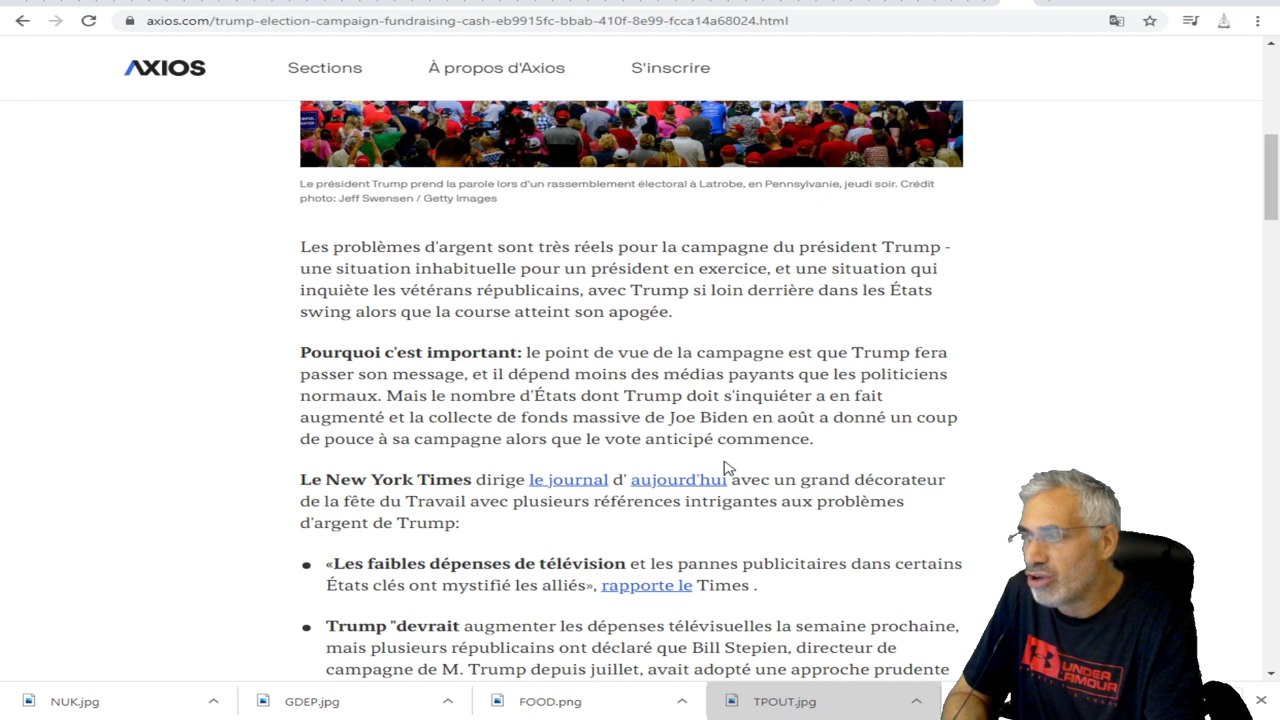 axios.com/trump-election-campaign-fundraising-cash-eb9915fc-bbab-410f-8e99-fcca14a68024.html
AXIOS Sections À propos d'Axios S'inscrire
Le président Trump prend la parole lors d'un rassemblement électoral à Latrobe, en Pennsylvanie, jeudi soir. Crédit
photo: Jeff Swensen / Getty Images
Les problèmes d'argent sont très réels pour la campagne du président Trump -
une situation inhabituelle pour un président en exercice, et une situation qui
inquiète les vétérans républicains, avec Trump si loin derrière dans les États
swing alors que la course atteint son apogée.
Pourquoi c'est important: le point de vue de la campagne est que Trump fera
passer son message, et il dépend moins des médias payants que les politiciens
normaux. Mais le nombre d'États dont Trump doit s'inquiéter a en fait
augmenté et la collecte de fonds massive de Joe Biden en août a donné un coup
de pouce à sa campagne alors que le vote anticipé commence.
Le New York Times dirige le journal d' aujourd'hui avec un grand décorateur
de la fête du Travail avec plusieurs références intrigantes aux problèmes
d'argent de Trump:
• «Les faibles dépenses de télévision et les pannes publicitaires dans certains
États clés ont mystifié les alliés», rapporte le Times .
• Trump "devrait augmenter les dépenses télévisuelles la semaine prochaine,
mais plusieurs républicains ont déclaré que Bill Stepien, directeur de
campagne de M. Trump depuis juillet, avait adopté une approche prudente
UNDER ARMOUR
NUK.jpg GDEP.jpg FOOD.png TPOUT.jpg